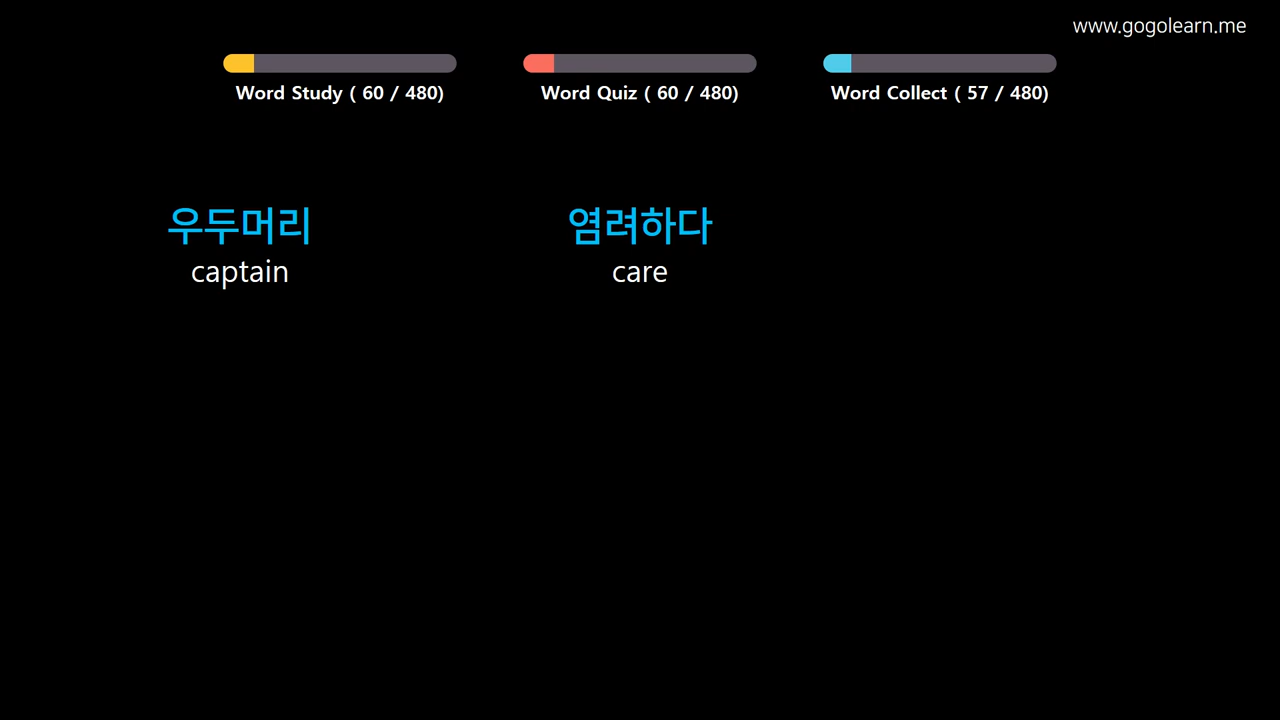 www.gogolearn.me
Word Study ( 60 / 480)
Word Quiz ( 60 / 480)
Word Collect ( 57 / 480)
우두머리
captain
염려하다
care